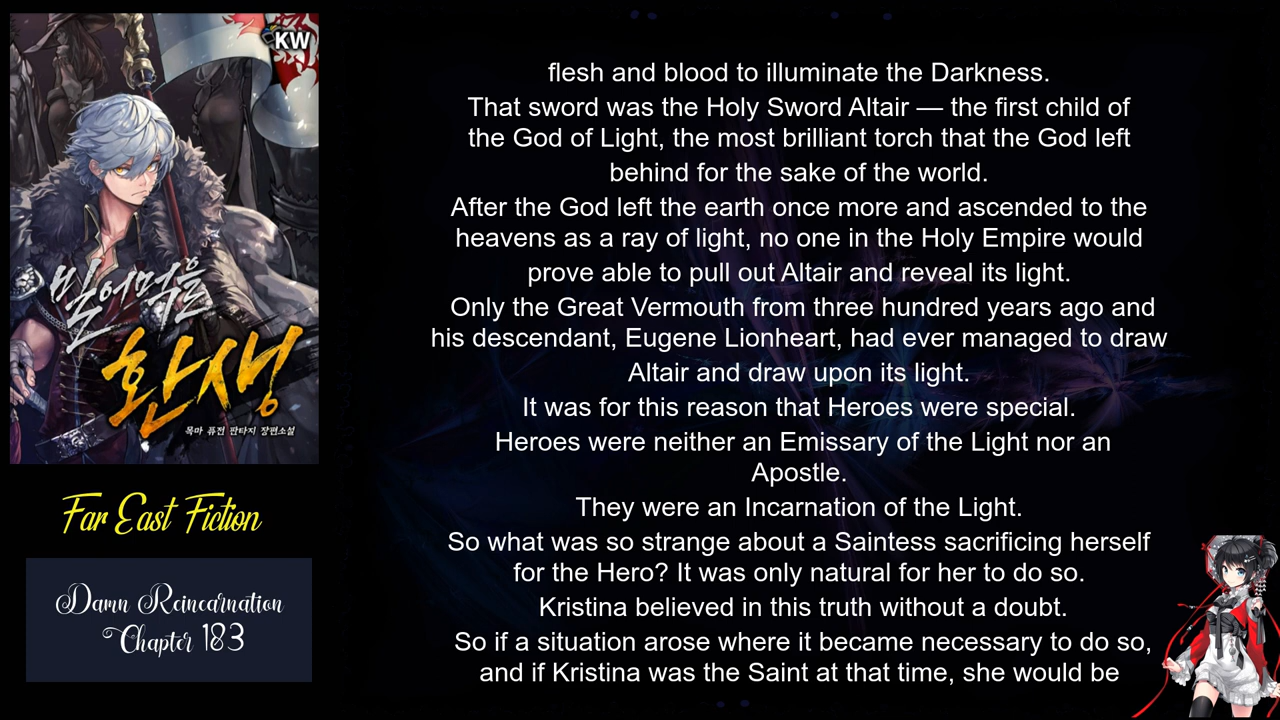 KW
빌어먹을
환생
목마 퓨전 판타지 장편소설
Far East Fiction
Damn Reincarnation
Chapter 183
flesh and blood to illuminate the Darkness.
That sword was the Holy Sword Altair — the first child of
the God of Light, the most brilliant torch that the God left
behind for the sake of the world.
After the God left the earth once more and ascended to the
heavens as a ray of light, no one in the Holy Empire would
prove able to pull out Altair and reveal its light.
Only the Great Vermouth from three hundred years ago and
his descendant, Eugene Lionheart, had ever managed to draw
Altair and draw upon its light.
It was for this reason that Heroes were special.
Heroes were neither an Emissary of the Light nor an
Apostle.
They were an Incarnation of the Light.
So what was so strange about a Saintess sacrificing herself
for the Hero? It was only natural for her to do so.
Kristina believed in this truth without a doubt.
So if a situation arose where it became necessary to do so,
and if Kristina was the Saint at that time, she would be